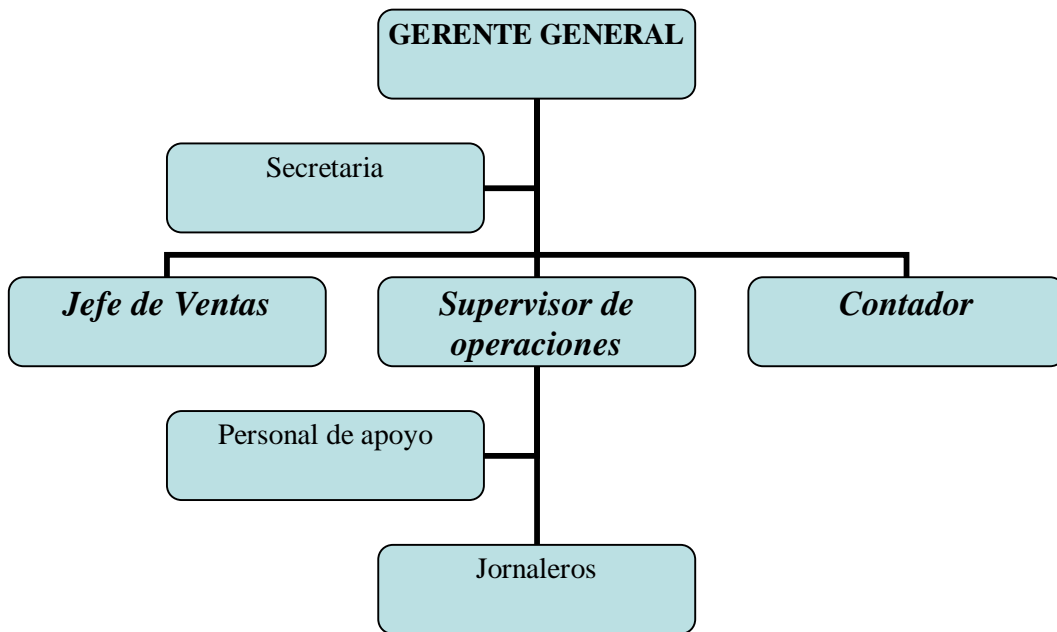 GERENTE GENERAL
Secretaria
Jefe de Ventas
Supervisor de
operaciones
Contador
Personal de apoyo
Jornaleros